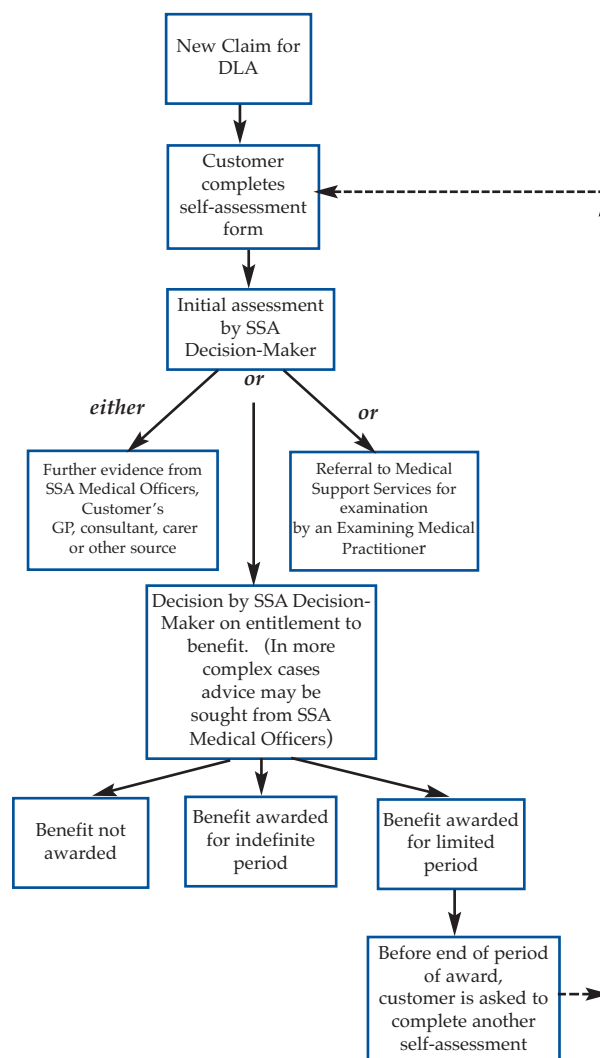 New Claim for
DLA
Customer
completes
self-assessment
form
Initial assessment
by SSA
Decision-Maker
either
or
or
Further evidence from
SSA Medical Officers,
Customer's
GP, consultant, carer
or other source
Referral to Medical
Support Services for
examination
by an Examining Medical
Practitioner
Decision by SSA Decision-
Maker on entitlement to
benefit. (In more
complex cases
advice may be
sought from SSA
Medical Officers)
Benefit not
awarded
Benefit awarded
for indefinite
period
Benefit awarded
for limited
period
Before end of period
of award,
customer is asked to
complete another
self-assessment